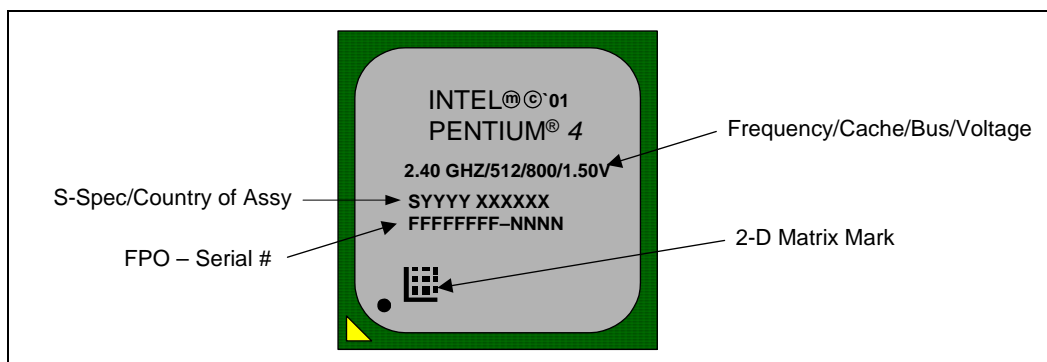 INTELⓜⓒ`01
PENTIUM® 4
Frequency/Cache/Bus/Voltage
2.40 GHZ/512/800/1.50V
S-Spec/Country of Assy
SYYYY XXXXXX
FFFFFFFF–NNNN
FPO – Serial #
2-D Matrix Mark